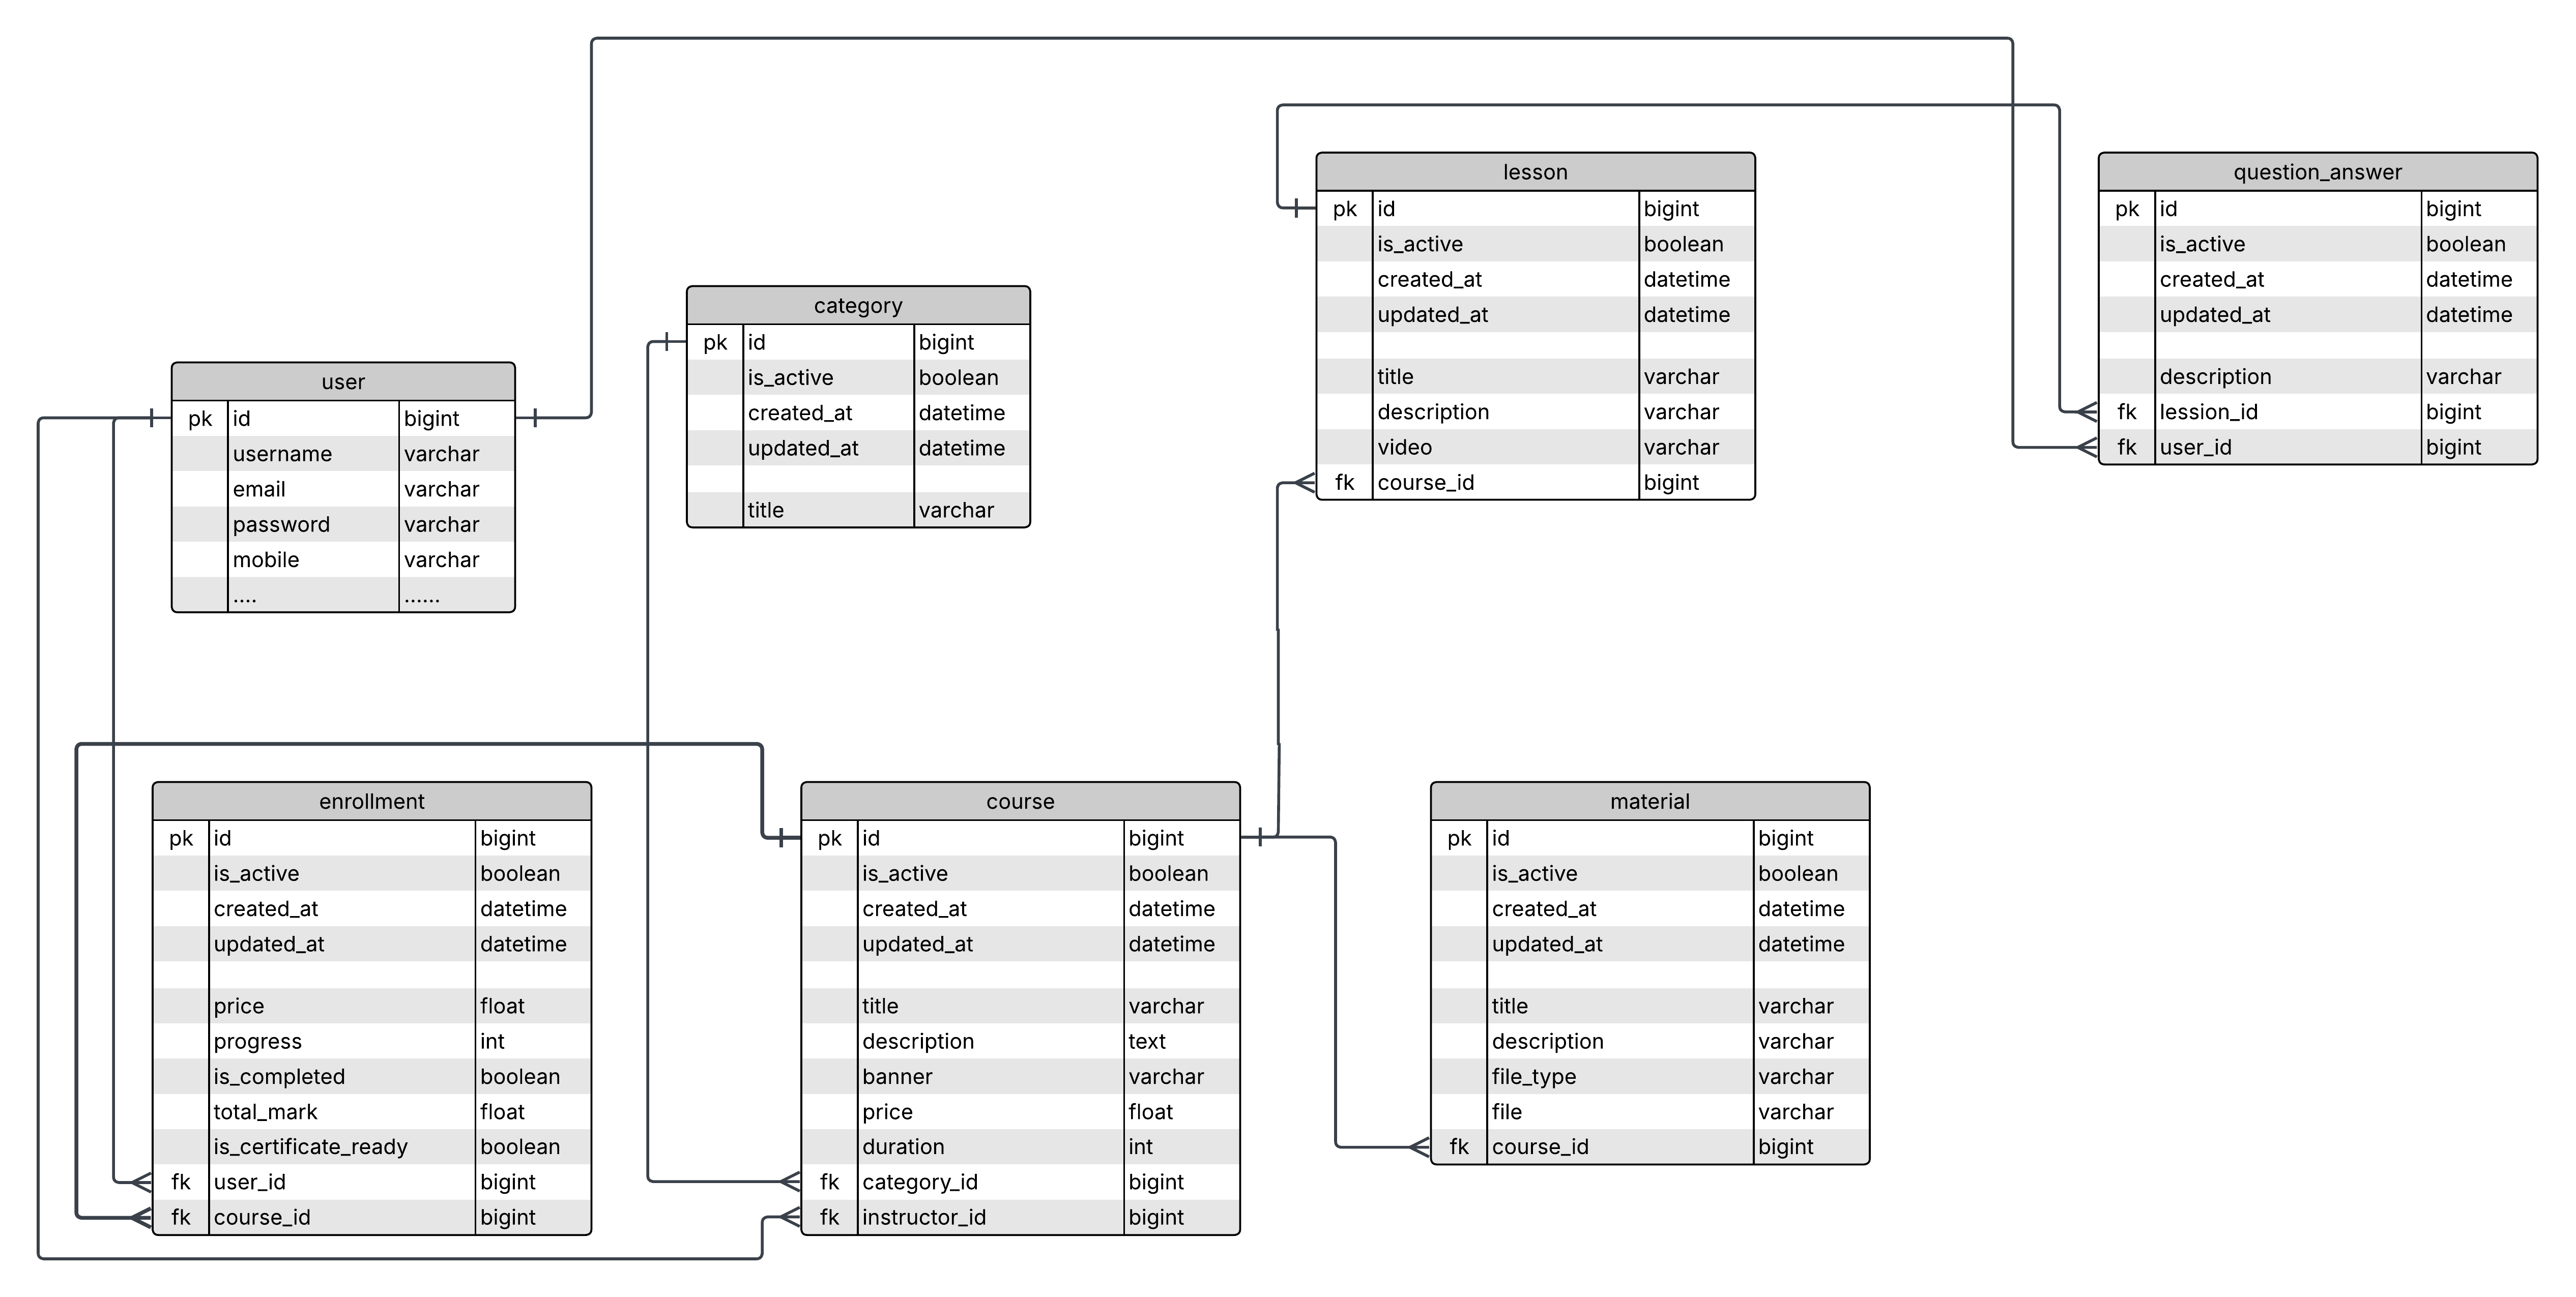 lesson
pk id bigint
is_active boolean
created_at datetime
updated_at datetime
title varchar
description varchar
video varchar
fk course_id bigint
question_answer
pk id bigint
is_active boolean
created_at datetime
updated_at datetime
description varchar
fk lession_id bigint
fk user_id bigint
category
pk id bigint
is_active boolean
created_at datetime
updated_at datetime
title varchar
user
pk id bigint
username varchar
email varchar
password varchar
mobile varchar
.... ......
enrollment
pk id bigint
is_active boolean
created_at datetime
updated_at datetime
price float
progress int
is_completed boolean
total_mark float
is_certificate_ready boolean
fk user_id bigint
fk course_id bigint
course
pk id bigint
is_active boolean
created_at datetime
updated_at datetime
title varchar
description text
banner varchar
price float
duration int
fk category_id bigint
fk instructor_id bigint
material
pk id bigint
is_active boolean
created_at datetime
updated_at datetime
title varchar
description varchar
file_type varchar
file varchar
fk course_id bigint